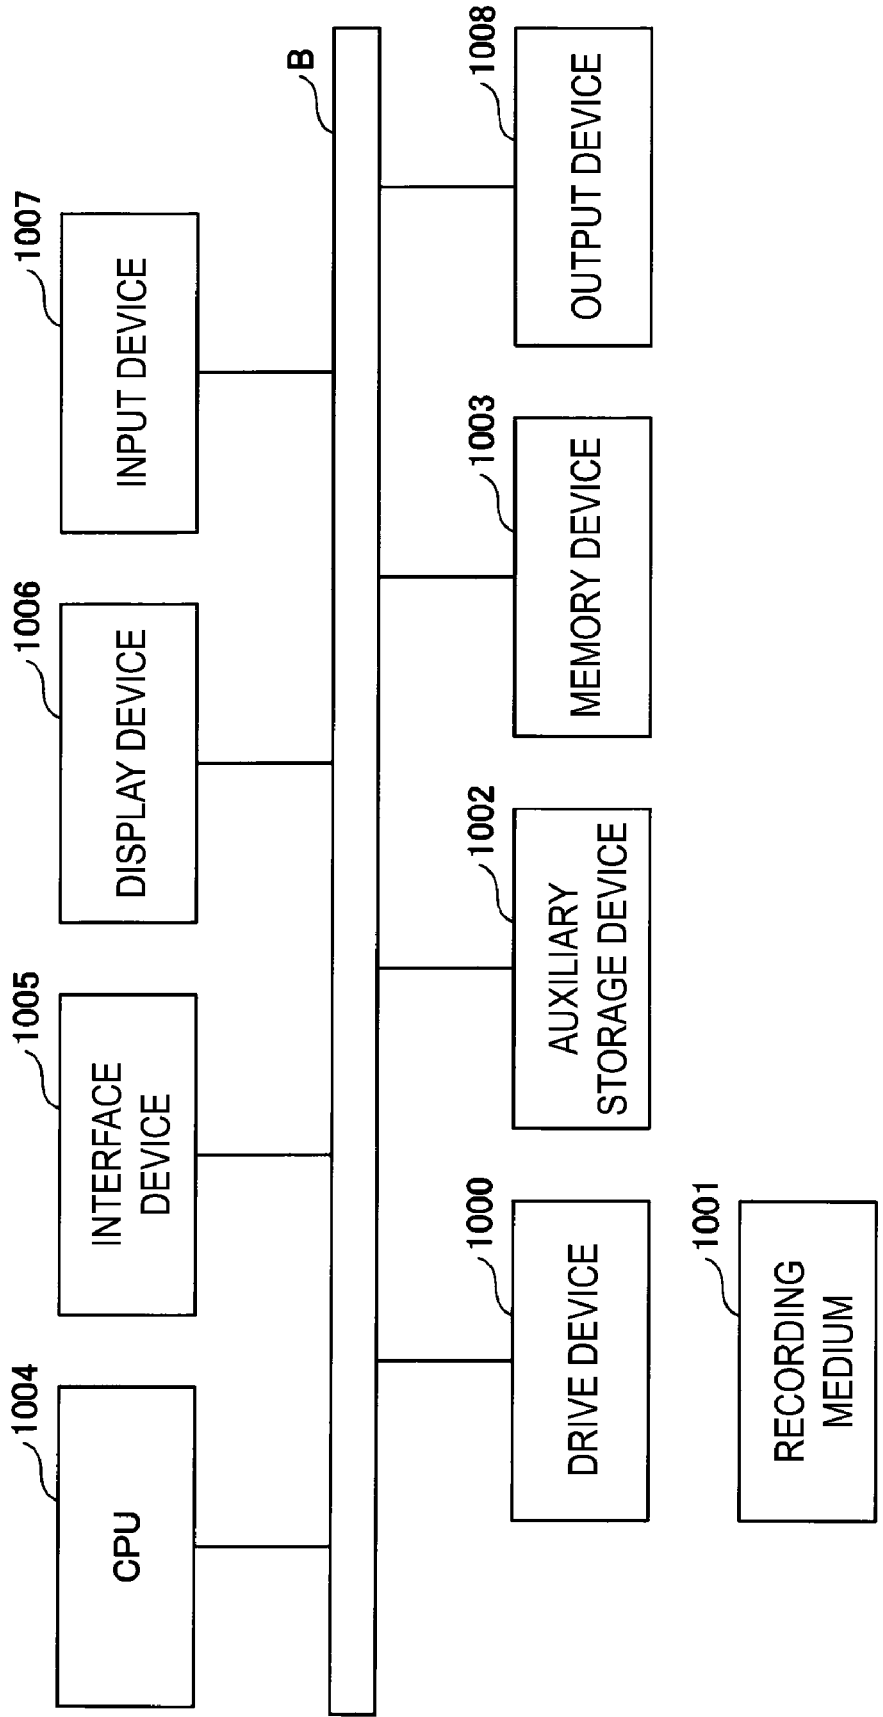 1004
CPU
1005
INTERFACE
DEVICE
1006
DISPLAY DEVICE
1007
INPUT DEVICE
B
1000
DRIVE DEVICE
1002
AUXILIARY
STORAGE DEVICE
1003
MEMORY DEVICE
1008
OUTPUT DEVICE
1001
RECORDING
MEDIUM